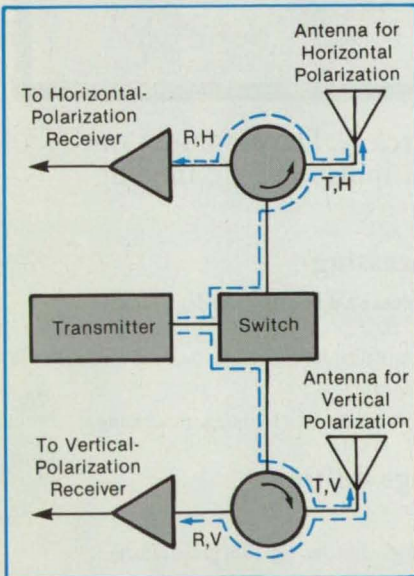 Antenna for
Horizontal
Polarization
To Horizontal-
Polarization
Receiver
R,H
T,H
Transmitter
Switch
Antenna for
Vertical
Polarization
To Vertical-
Polarization
Receiver
T,V
R,V